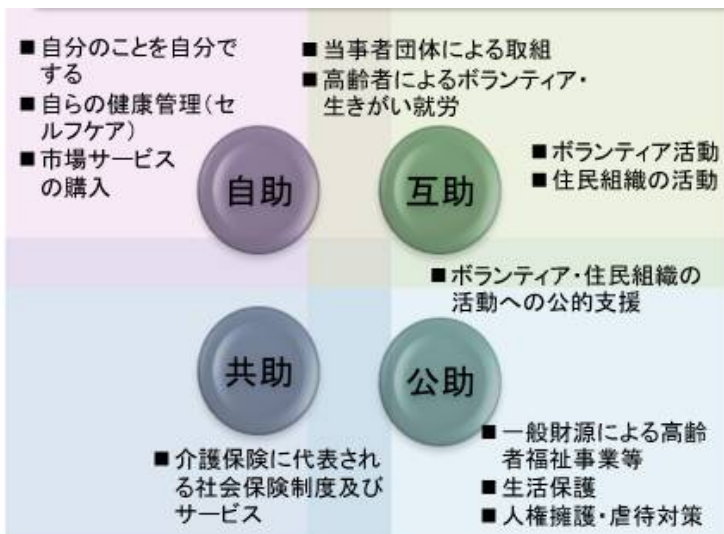 ■ 自分のことを自分で
する
■ 自らの健康管理(セ
ルフケア)
■ 市場サービス
の購入
■ 当事者団体による取組
■ 高齢者によるボランティア・
生きがい就労
自助
互助
■ ボランティア活動
■ 住民組織の活動
■ ボランティア・住民組織の
活動への公的支援
共助
公助
■ 介護保険に代表され
る社会保険制度及び
サービス
■ 一般財源による高齢
者福祉事業等
■ 生活保護
■ 人権擁護・虐待対策